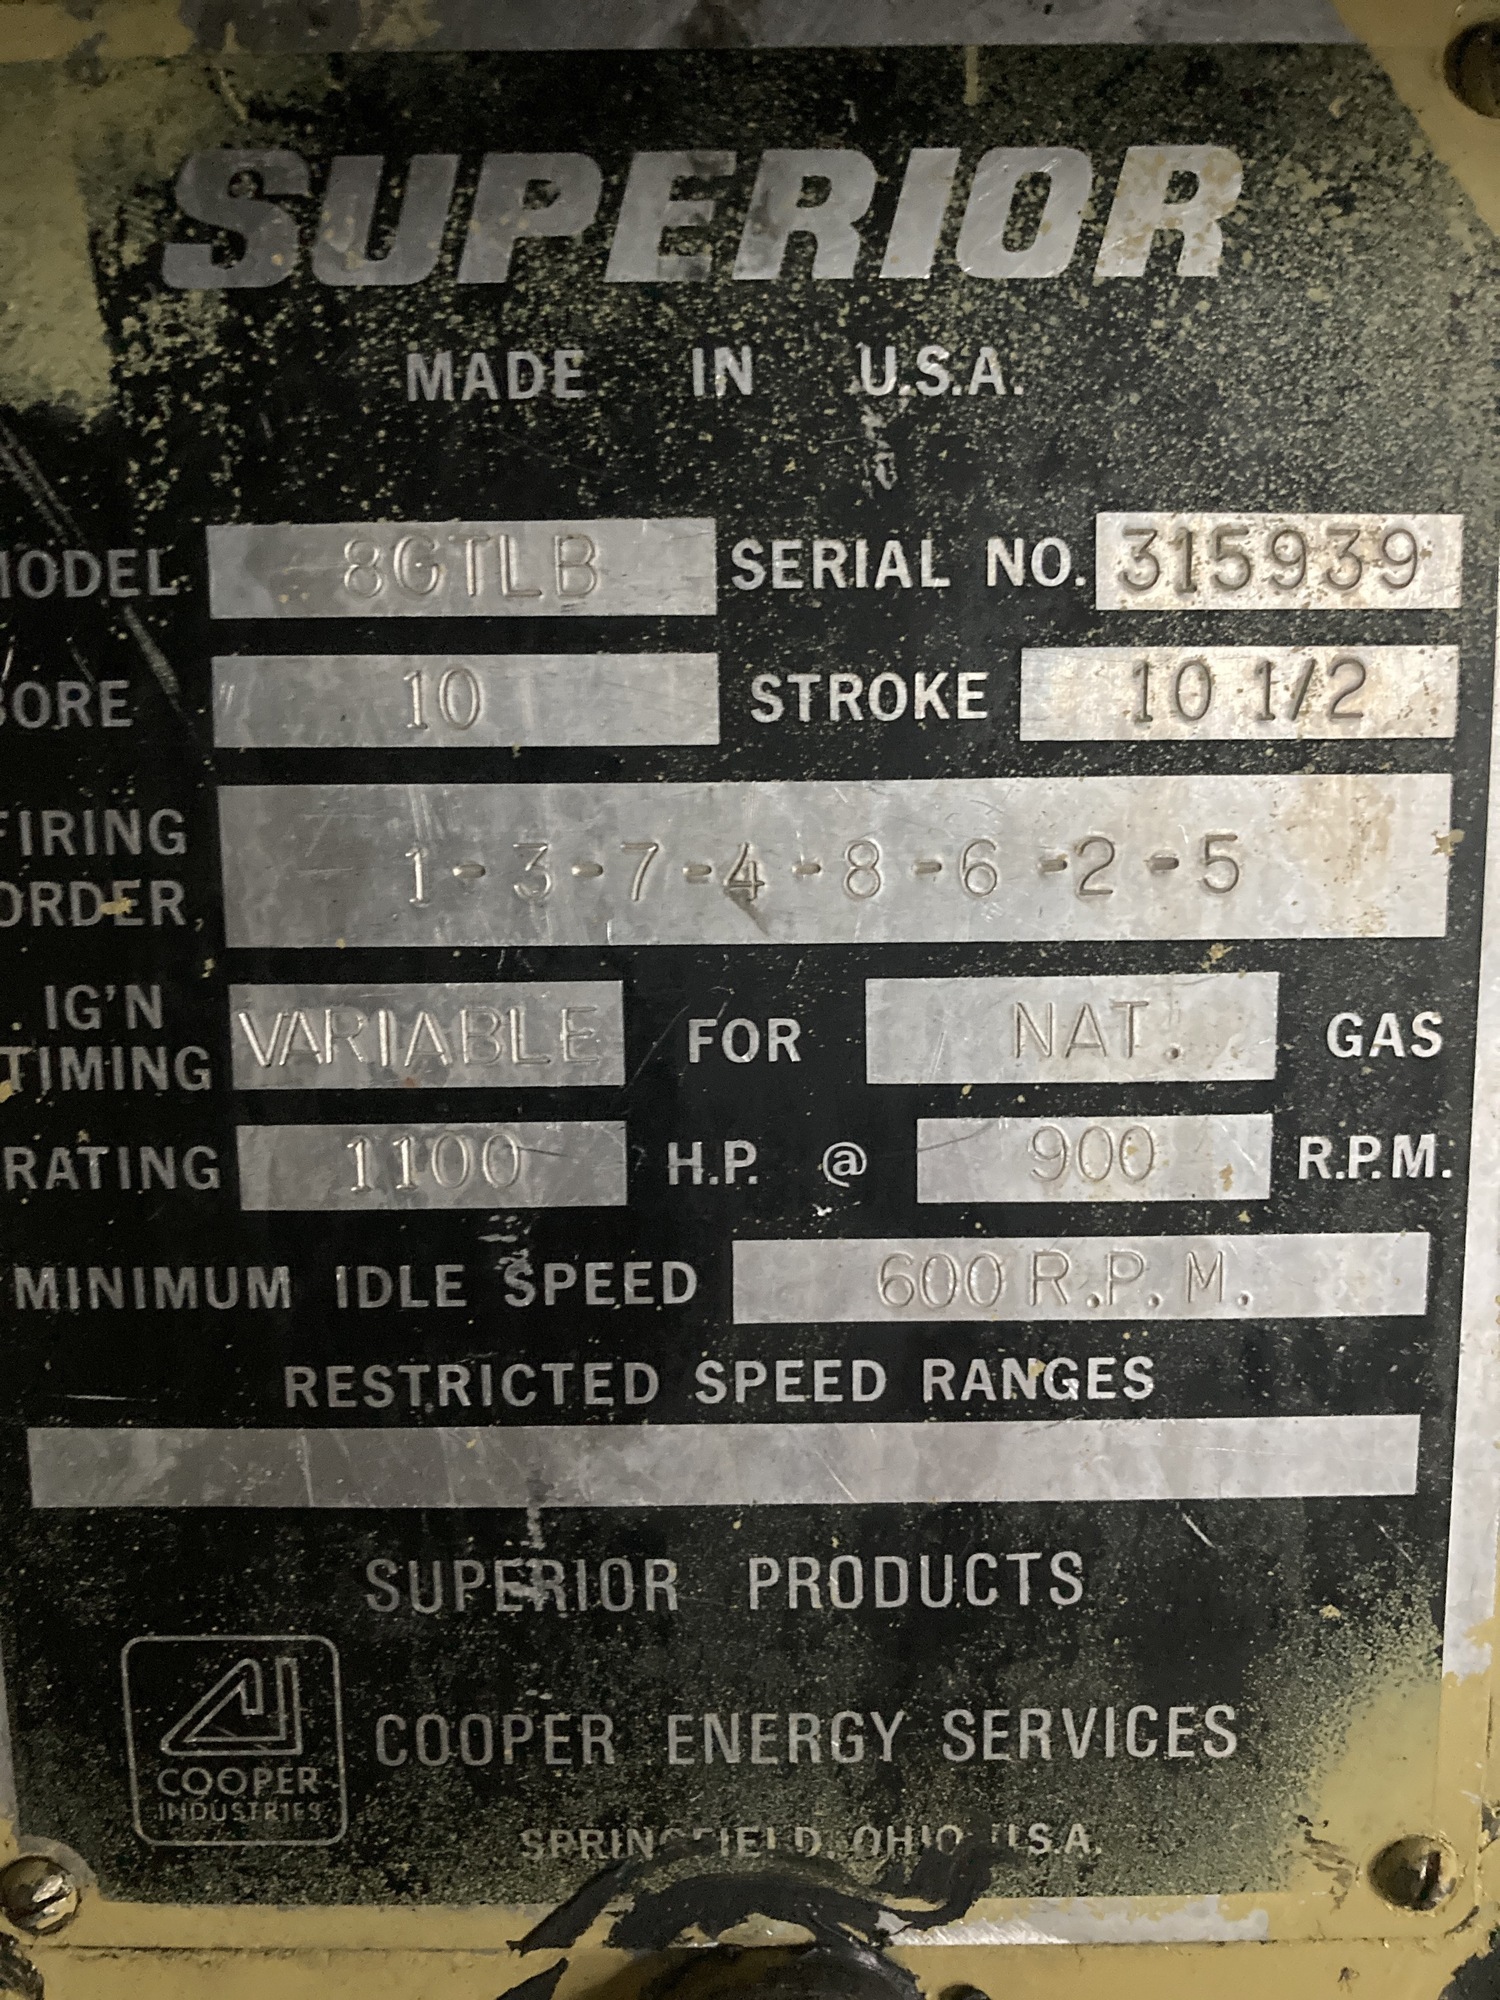 SUPERIOR
MADE IN U.S.A.
MODEL 8GTLB SERIAL NO. 315939
BORE 10 STROKE 10 1/2
FIRING
ORDER 1-3-7-4-8-6-2-5
IG'N
TIMING VARIABLE FOR NAT. GAS
RATING 1100 H.P. @ 900 R.P.M.
MINIMUM IDLE SPEED 600 R.P.M.
RESTRICTED SPEED RANGES
SUPERIOR PRODUCTS
COOPER
INDUSTRIES
COOPER ENERGY SERVICES
SPRINGFIELD, OHIO U.S.A.